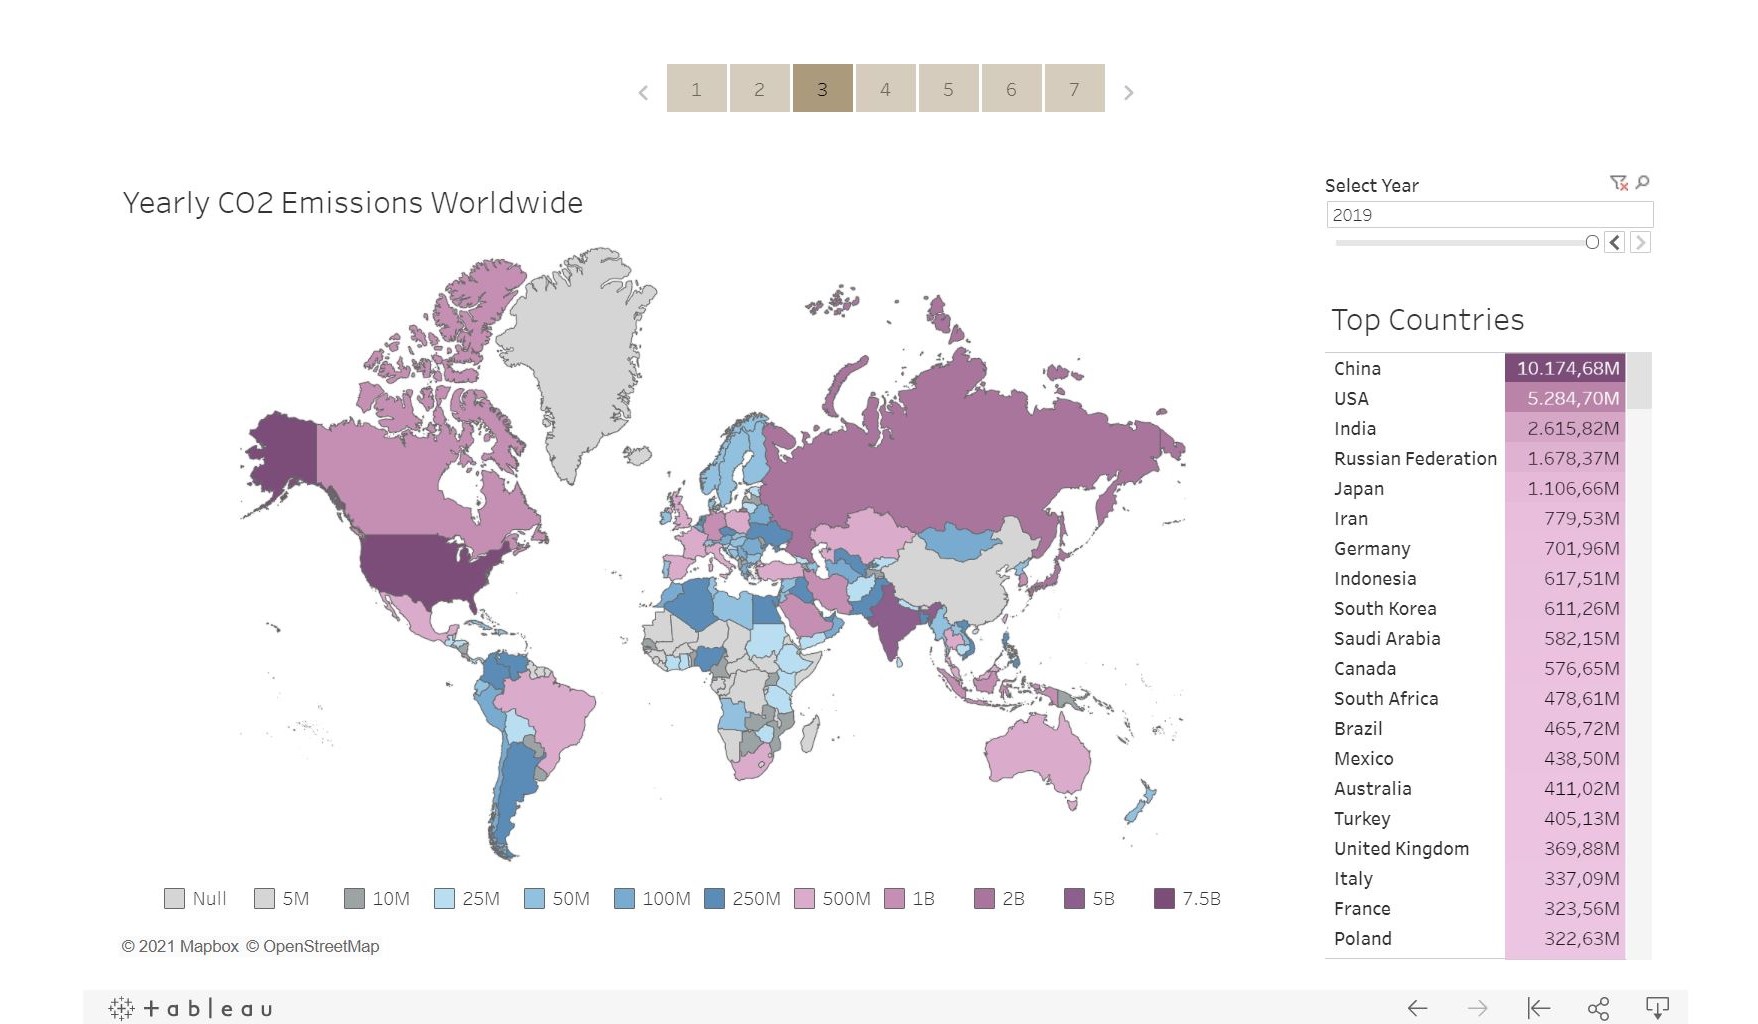 1 2 3 4 5 6 7
Yearly CO2 Emissions Worldwide
Select Year
2019
Top Countries
China 10.174,68M
USA 5.284,70M
India 2.615,82M
Russian Federation 1.678,37M
Japan 1.106,66M
Iran 779,53M
Germany 701,96M
Indonesia 617,51M
South Korea 611,26M
Saudi Arabia 582,15M
Canada 576,65M
South Africa 478,61M
Brazil 465,72M
Mexico 438,50M
Australia 411,02M
Turkey 405,13M
United Kingdom 369,88M
Italy 337,09M
France 323,56M
Poland 322,63M
Null 5M 10M 25M 50M 100M 250M 500M 1B 2B 5B 7.5B
© 2021 Mapbox © OpenStreetMap
+ableau